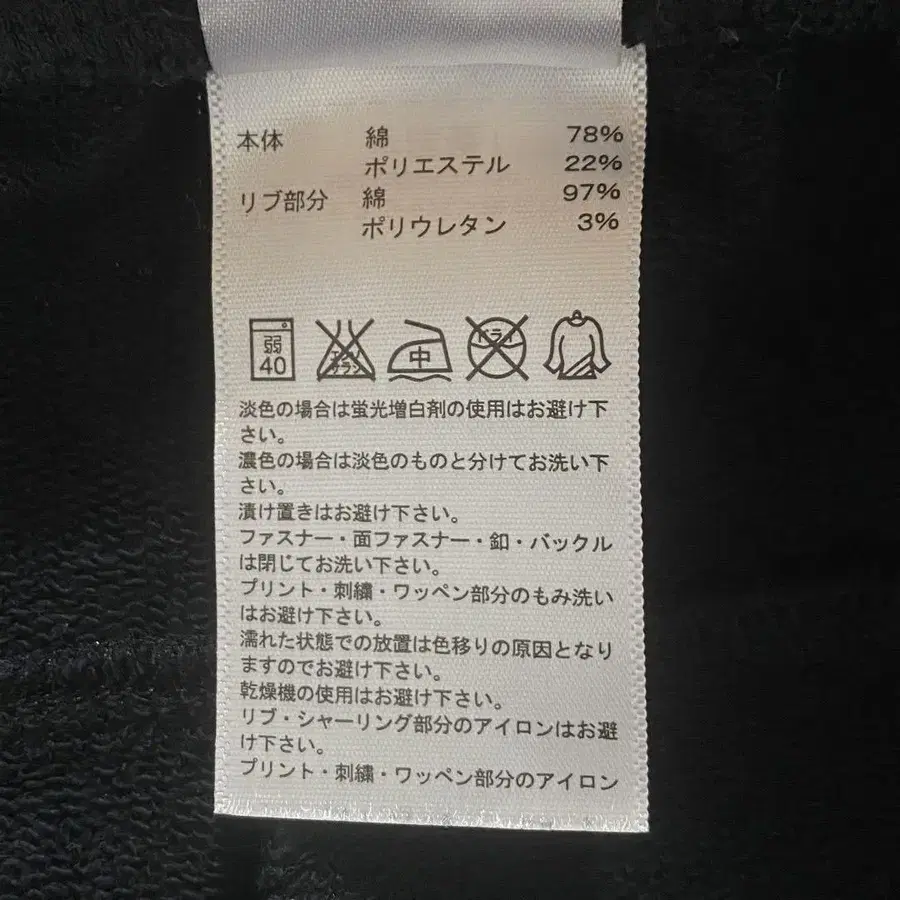 本体 綿 78%
ポリエステル 22%
リブ部分 綿 97%
ポリウレタン 3%
弱
40
エンソ
サラシ
中
ドライ
淡色の場合は蛍光増白剤の使用はお避け下
さい。
濃色の場合は淡色のものと分けてお洗い下
さい。
漬け置きはお避け下さい。
ファスナー・面ファスナー・釦・バックル
は閉じてお洗い下さい。
プリント・刺繍・ワッペン部分のもみ洗い
はお避け下さい。
濡れた状態での放置は色移りの原因となり
ますのでお避け下さい。
乾燥機の使用はお避け下さい。
リブ・シャーリング部分のアイロンはお避
け下さい。
プリント・刺繍・ワッペン部分のアイロン